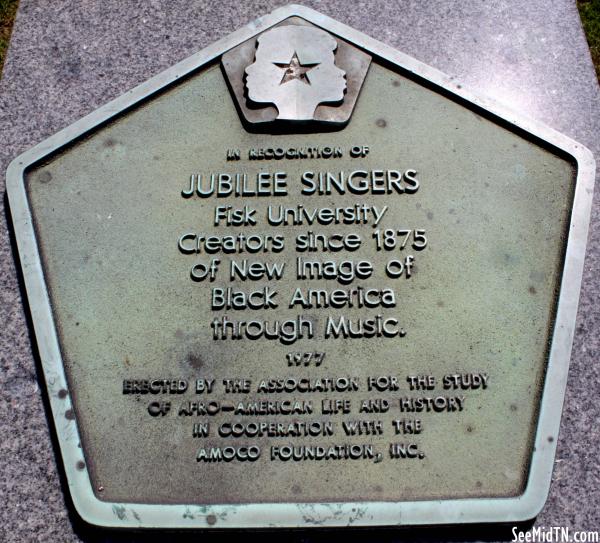 IN RECOGNITION OF
JUBILEE SINGERS
Fisk University
Creators since 1875
of New Image of
Black America
through Music.
1977
ERECTED BY THE ASSOCIATION FOR THE STUDY
OF AFRO-AMERICAN LIFE AND HISTORY
IN COOPERATION WITH THE
AMOCO FOUNDATION, INC.
SeeMidTN.com